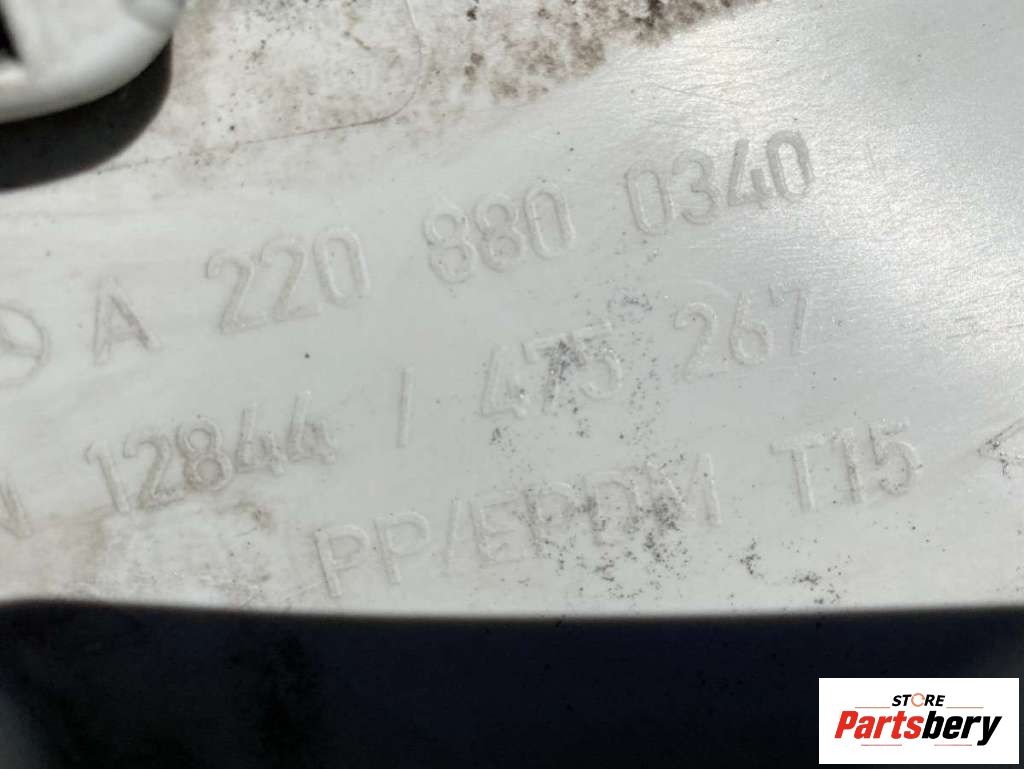 A 220 880 0340
12844 / 475 267
PP/EPDM T15
STORE
Partsbery